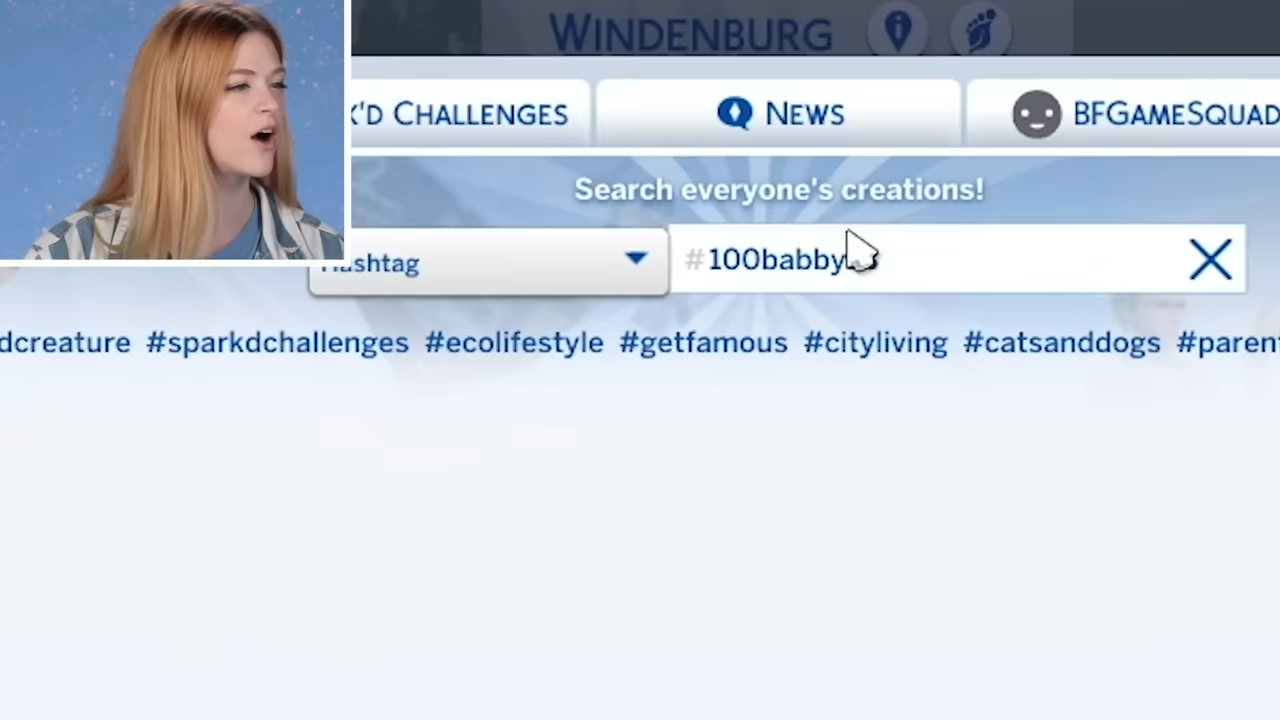 WINDENBURG
K'D CHALLENGES
NEWS
BFGAMESQUAD
Search everyone's creations!
Hashtag
#100babby
dcreature #sparkdchallenges #ecolifestyle #getfamous #cityliving #catsanddogs #paren